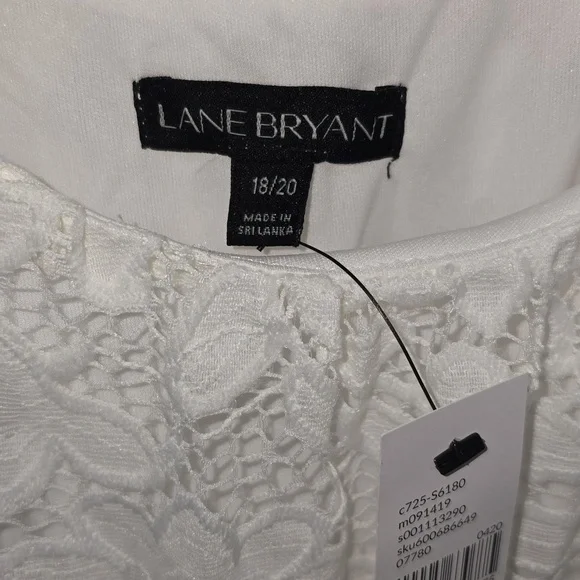 LANE BRYANT
18/20
MADE IN
SRI LANKA
c725-S6180
m091419
s001113290
sku600686649
07780 0420